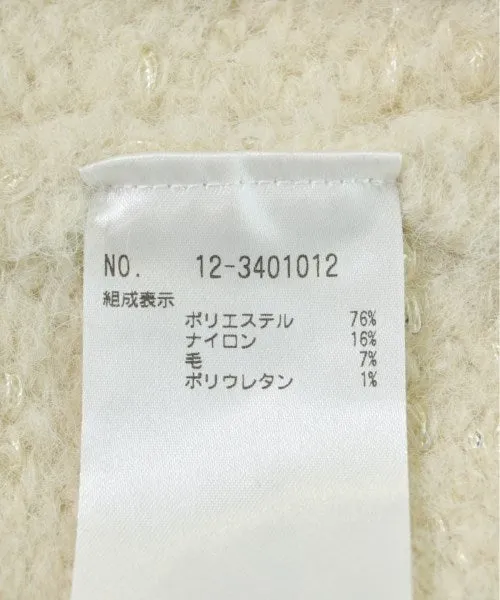 NO. 12-3401012
組成表示
ポリエステル 76%
ナイロン 16%
毛 7%
ポリウレタン 1%